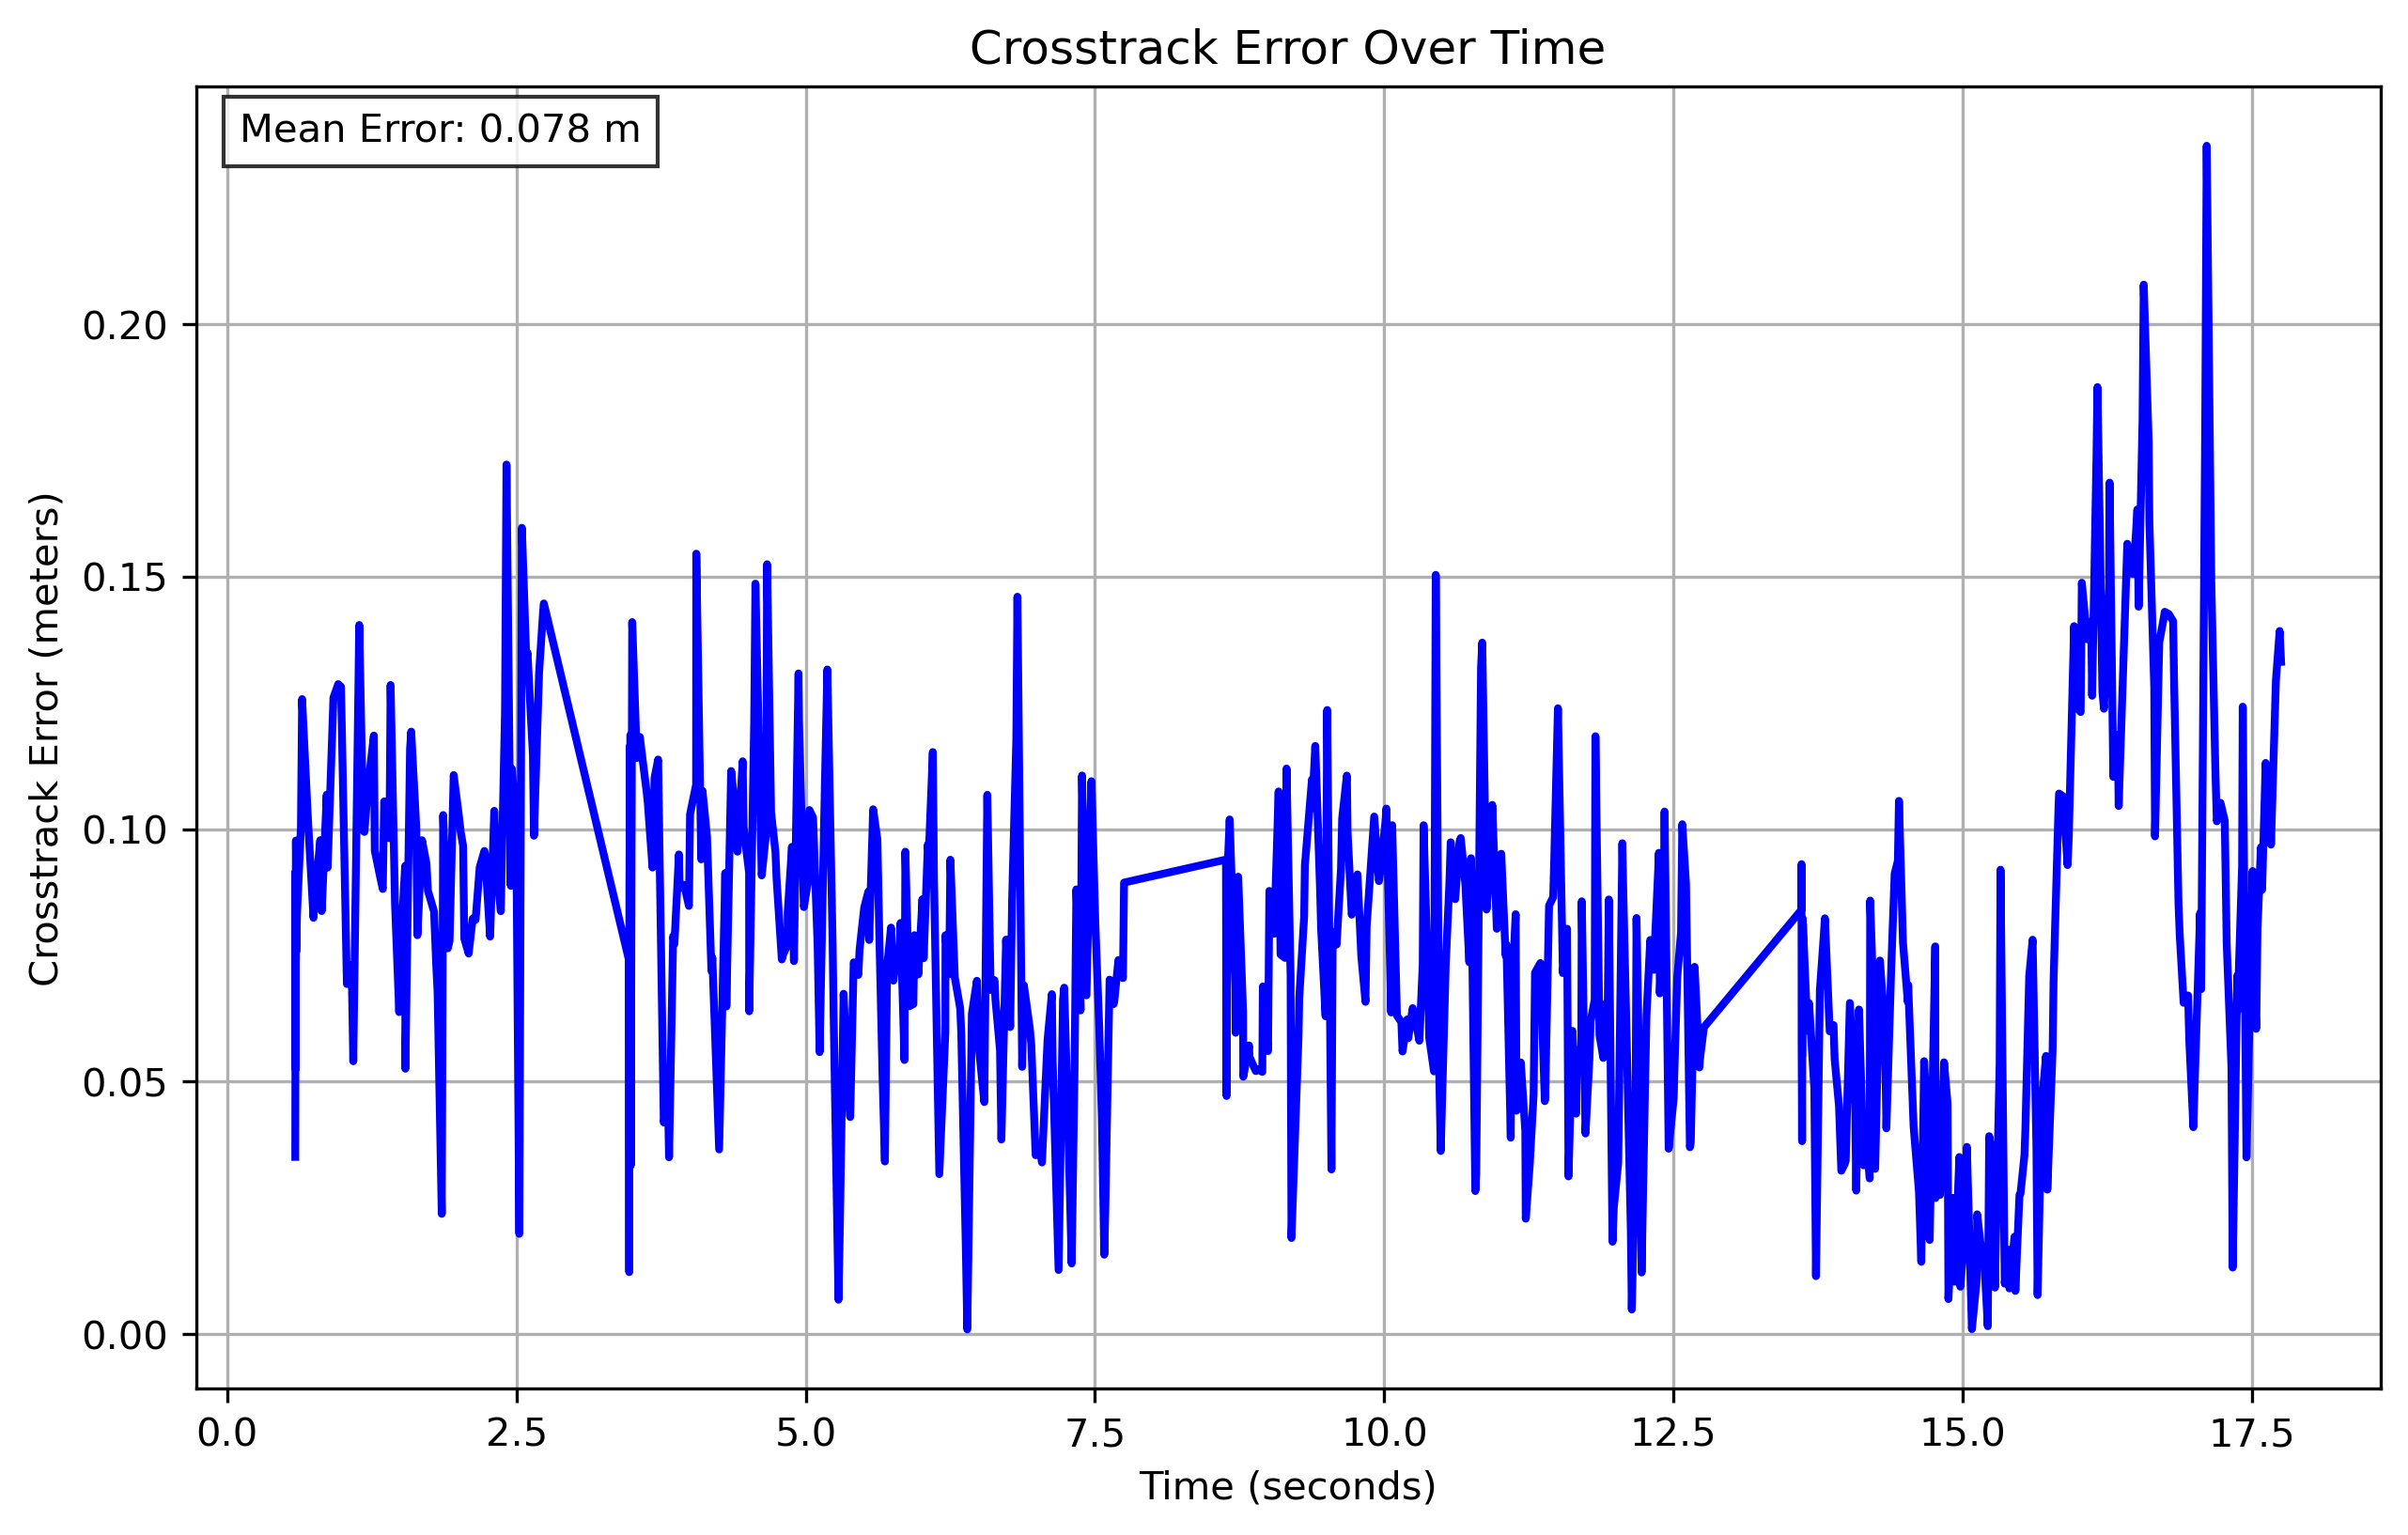 Crosstrack Error Over Time
Mean Error: 0.078 m
Crosstrack Error (meters)
0.20
0.15
0.10
0.05
0.00
0.0 2.5 5.0 7.5 10.0 12.5 15.0 17.5
Time (seconds)